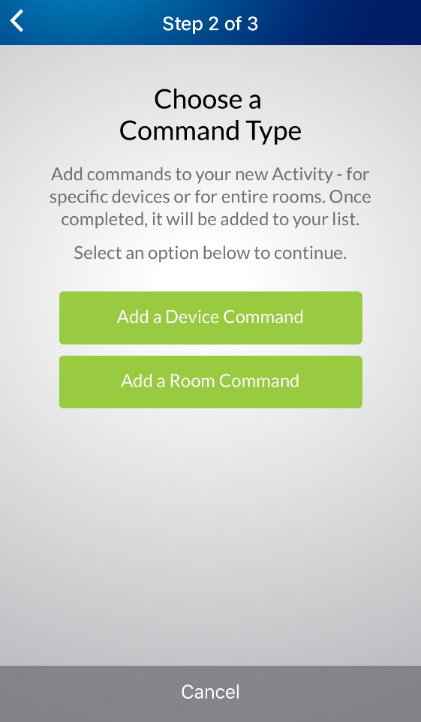 Step 2 of 3
Choose a
Command Type
Add commands to your new Activity - for
specific devices or for entire rooms. Once
completed, it will be added to your list.
Select an option below to continue.
Add a Device Command
Add a Room Command
Cancel